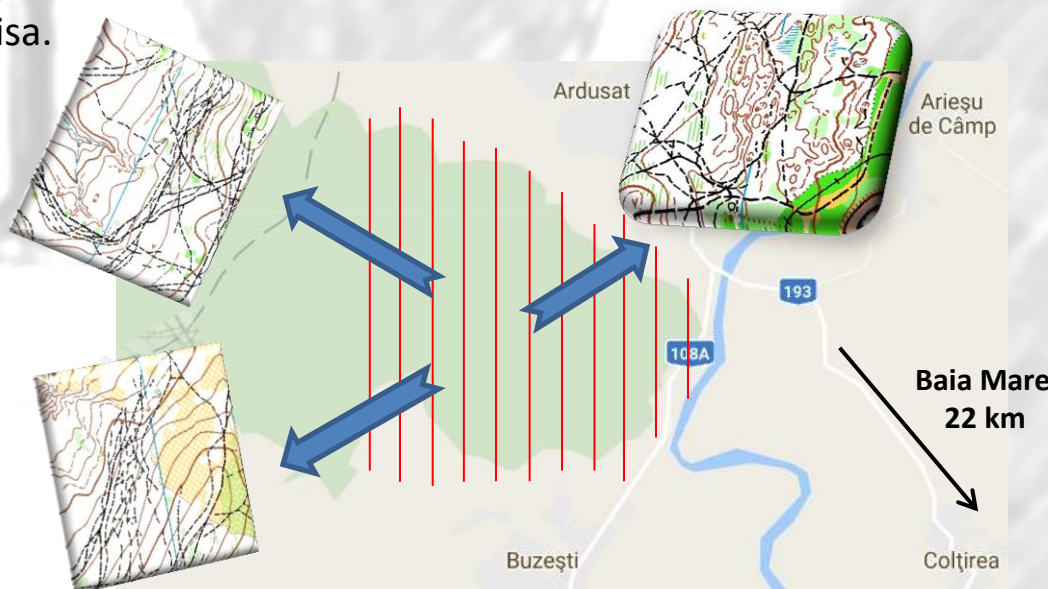 isa.
Ardusat
Arieşu
de Câmp
193
108A
Baia Mare
22 km
Buzeşti
Colţirea